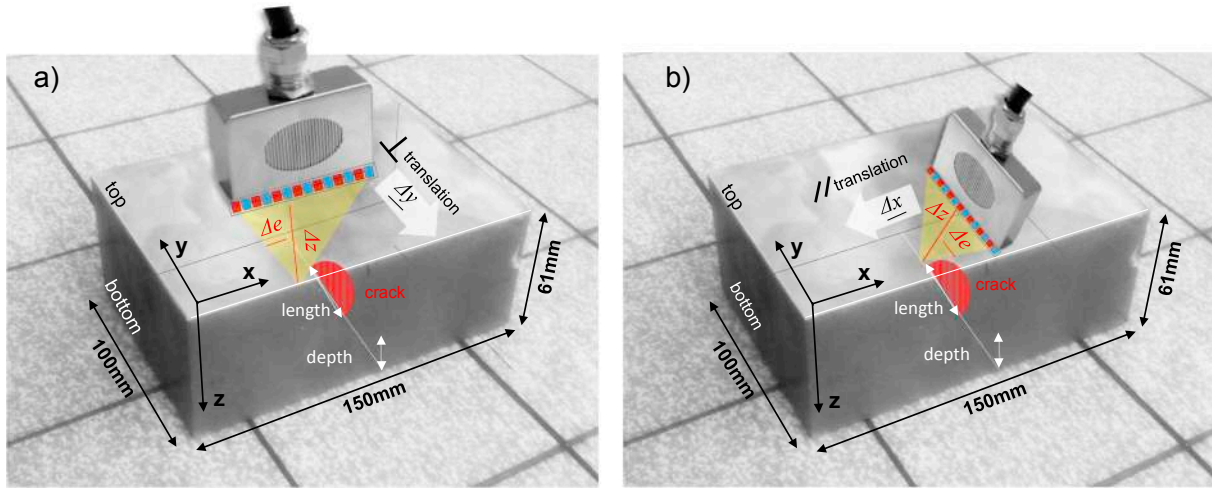 a)
⊥ translation
Δy
Δe
Δz
top
y
x
bottom
z
crack
length
depth
61mm
100mm
150mm
b)
// translation
Δx
Δz
Δe
top
y
x
bottom
z
crack
length
depth
61mm
100mm
150mm